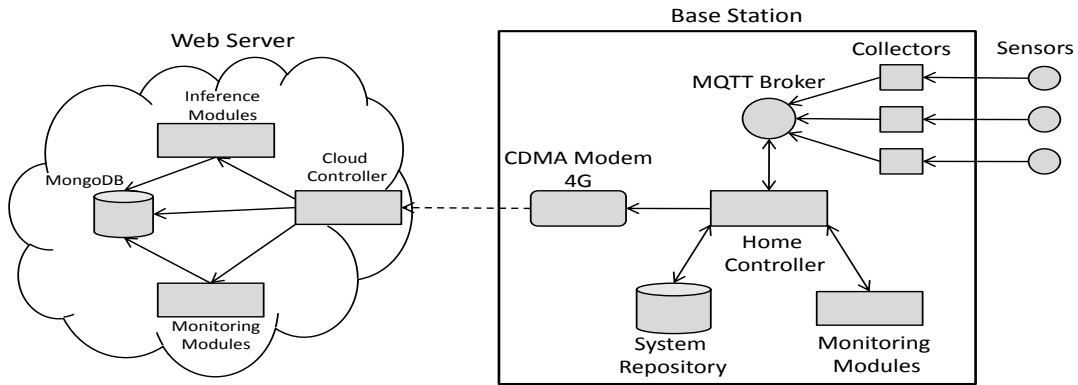 Base Station
Web Server
Collectors
Sensors
Inference
Modules
MQTT Broker
CDMA Modem
4G
MongoDB
Cloud
Controller
Home
Controller
Monitoring
Modules
System
Repository
Monitoring
Modules